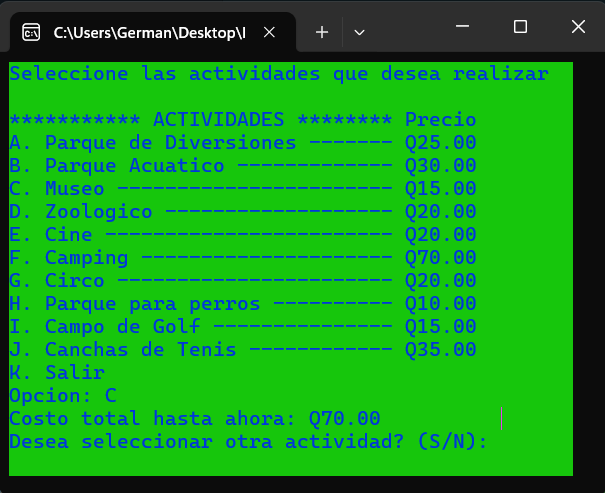 C:\Users\German\Desktop\I
Seleccione las actividades que desea realizar
*********** ACTIVIDADES ******** Precio
A. Parque de Diversiones ------- Q25.00
B. Parque Acuatico ------------- Q30.00
C. Museo ----------------------- Q15.00
D. Zoologico ------------------- Q20.00
E. Cine ------------------------ Q20.00
F. Camping --------------------- Q70.00
G. Circo ----------------------- Q20.00
H. Parque para perros ---------- Q10.00
I. Campo de Golf --------------- Q15.00
J. Canchas de Tenis ------------ Q35.00
K. Salir
Opcion: C
Costo total hasta ahora: Q70.00
Desea seleccionar otra actividad? (S/N):